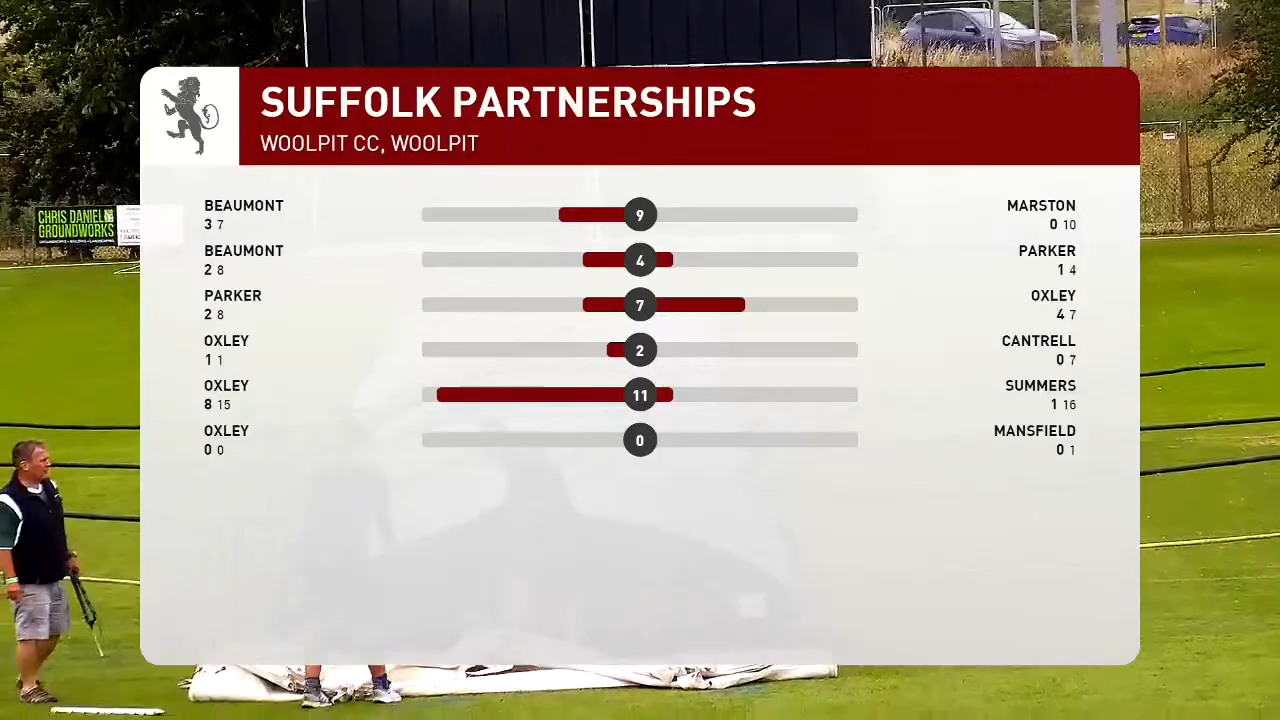 SUFFOLK PARTNERSHIPS
WOOLPIT CC, WOOLPIT
CHRIS DANIEL
GROUNDWORKS
BEAUMONT
3 7
9
MARSTON
0 10
BEAUMONT
2 8
4
PARKER
1 4
PARKER
2 8
7
OXLEY
4 7
OXLEY
1 1
2
CANTRELL
0 7
OXLEY
8 15
11
SUMMERS
1 16
OXLEY
0 0
0
MANSFIELD
0 1